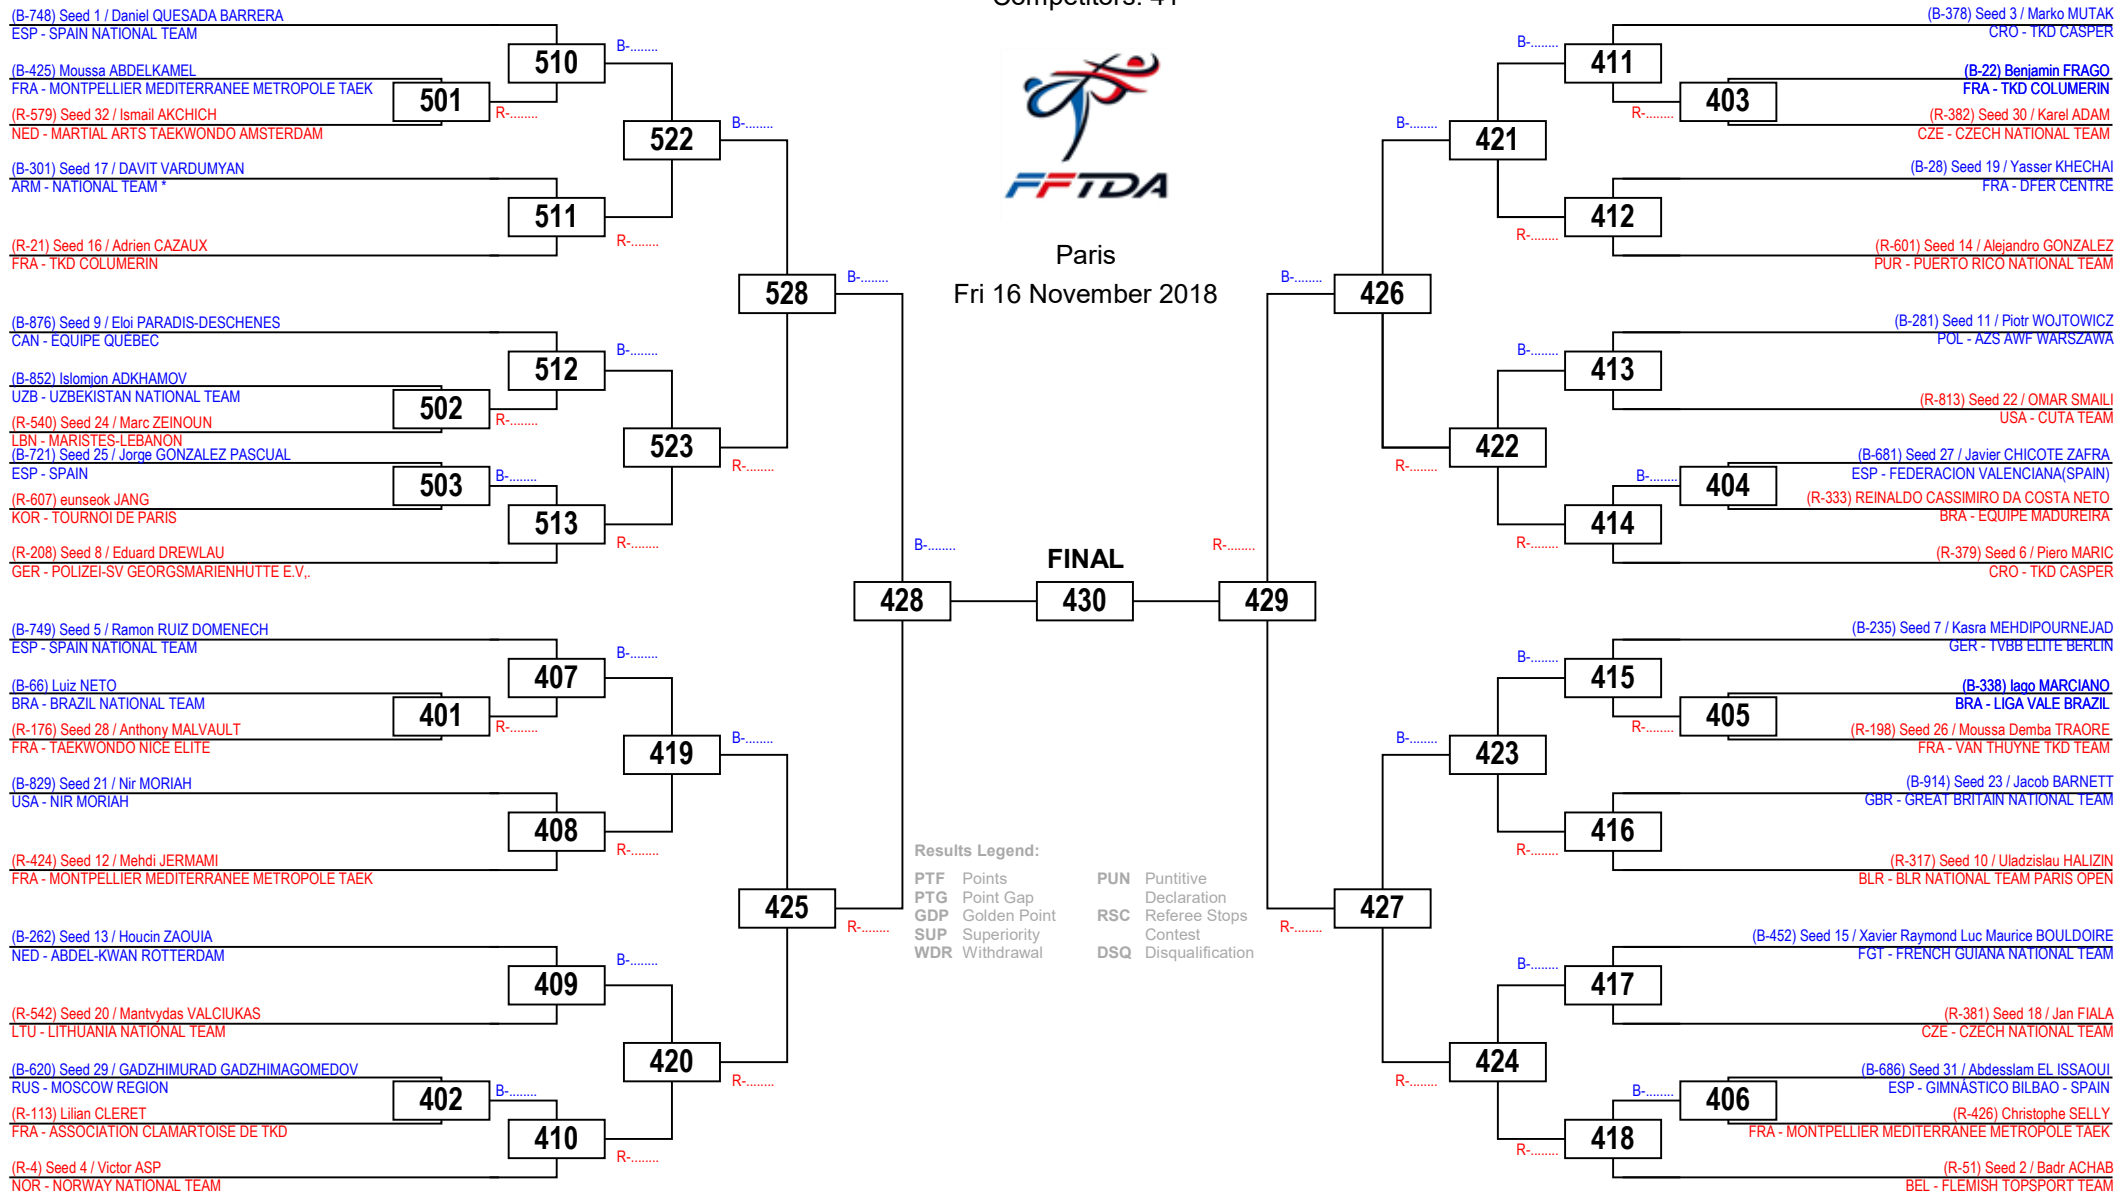 Competitors: 41
(B-748) Seed 1 / Daniel QUESADA BARRERA
ESP - SPAIN NATIONAL TEAM
510
B-........
(B-425) Moussa ABDELKAMEL
FRA - MONTPELLIER MEDITERRANEE METROPOLE TAEK
501
R-........
(R-579) Seed 32 / Ismail AKCHICH
NED - MARTIAL ARTS TAEKWONDO AMSTERDAM
522
B-........
(B-301) Seed 17 / DAVIT VARDUMYAN
ARM - NATIONAL TEAM *
511
R-........
(R-21) Seed 16 / Adrien CAZAUX
FRA - TKD COLUMERIN
528
B-........
(B-876) Seed 9 / Eloi PARADIS-DESCHENES
CAN - ÉQUIPE QUÉBEC
512
B-........
(B-852) Islomjon ADKHAMOV
UZB - UZBEKISTAN NATIONAL TEAM
502
R-........
(R-540) Seed 24 / Marc ZEINOUN
LBN - MARISTES-LEBANON
523
R-........
(B-721) Seed 25 / Jorge GONZALEZ PASCUAL
ESP - SPAIN
503
B-........
(R-607) eunseok JANG
KOR - TOURNOI DE PARIS
513
R-........
(R-208) Seed 8 / Eduard DREWLAU
GER - POLIZEI-SV GEORGSMARIENHÜTTE E.V,.
B-........
428
(B-749) Seed 5 / Ramon RUIZ DOMENECH
ESP - SPAIN NATIONAL TEAM
407
B-........
(B-66) Luiz NETO
BRA - BRAZIL NATIONAL TEAM
401
R-........
(R-176) Seed 28 / Anthony MALVAULT
FRA - TAEKWONDO NICE ELITE
419
B-........
(B-829) Seed 21 / Nir MORIAH
USA - NIR MORIAH
408
R-........
(R-424) Seed 12 / Mehdi JERMAMI
FRA - MONTPELLIER MEDITERRANEE METROPOLE TAEK
425
R-........
(B-262) Seed 13 / Houcin ZAOUIA
NED - ABDEL-KWAN ROTTERDAM
409
B-........
(R-542) Seed 20 / Mantvydas VALCIUKAS
LTU - LITHUANIA NATIONAL TEAM
420
R-........
(B-620) Seed 29 / GADZHIMURAD GADZHIMAGOMEDOV
RUS - MOSCOW REGION
402
B-........
(R-113) Lilian CLERET
FRA - ASSOCIATION CLAMARTOISE DE TKD
410
R-........
(R-4) Seed 4 / Victor ASP
NOR - NORWAY NATIONAL TEAM
FFTDA
Paris
Fri 16 November 2018
FINAL
430
Results Legend:
PTF Points
PTG Point Gap
GDP Golden Point
SUP Superiority
WDR Withdrawal
PUN Puntitive
Declaration
RSC Referee Stops
Contest
DSQ Disqualification
(B-378) Seed 3 / Marko MUTAK
CRO - TKD CASPER
B-........
411
(B-22) Benjamin FRAGO
FRA - TKD COLUMERIN
R-........
403
(R-382) Seed 30 / Karel ADAM
CZE - CZECH NATIONAL TEAM
B-........
421
(B-28) Seed 19 / Yasser KHECHAI
FRA - DFER CENTRE
R-........
412
(R-601) Seed 14 / Alejandro GONZALEZ
PUR - PUERTO RICO NATIONAL TEAM
B-........
426
(B-281) Seed 11 / Piotr WOJTOWICZ
POL - AZS AWF WARSZAWA
B-........
413
(R-813) Seed 22 / OMAR SMAILI
USA - CUTA TEAM
R-........
422
(B-681) Seed 27 / Javier CHICOTE ZAFRA
ESP - FEDERACION VALENCIANA(SPAIN)
B-........
404
(R-333) REINALDO CASSIMIRO DA COSTA NETO
BRA - EQUIPE MADUREIRA
R-........
414
(R-379) Seed 6 / Piero MARIC
CRO - TKD CASPER
R-........
429
(B-235) Seed 7 / Kasra MEHDIPOURNEJAD
GER - TVBB ELITE BERLIN
B-........
415
(B-338) Iago MARCIANO
BRA - LIGA VALE BRAZIL
R-........
405
(R-198) Seed 26 / Moussa Demba TRAORE
FRA - VAN THUYNE TKD TEAM
B-........
423
(B-914) Seed 23 / Jacob BARNETT
GBR - GREAT BRITAIN NATIONAL TEAM
R-........
416
(R-317) Seed 10 / Uladzislau HALIZIN
BLR - BLR NATIONAL TEAM PARIS OPEN
R-........
427
(B-452) Seed 15 / Xavier Raymond Luc Maurice BOULDOIRE
FGT - FRENCH GUIANA NATIONAL TEAM
B-........
417
(R-381) Seed 18 / Jan FIALA
CZE - CZECH NATIONAL TEAM
R-........
424
(B-686) Seed 31 / Abdesslam EL ISSAOUI
ESP - GIMNÁSTICO BILBAO - SPAIN
B-........
406
(R-426) Christophe SELLY
FRA - MONTPELLIER MEDITERRANEE METROPOLE TAEK
R-........
418
(R-51) Seed 2 / Badr ACHAB
BEL - FLEMISH TOPSPORT TEAM